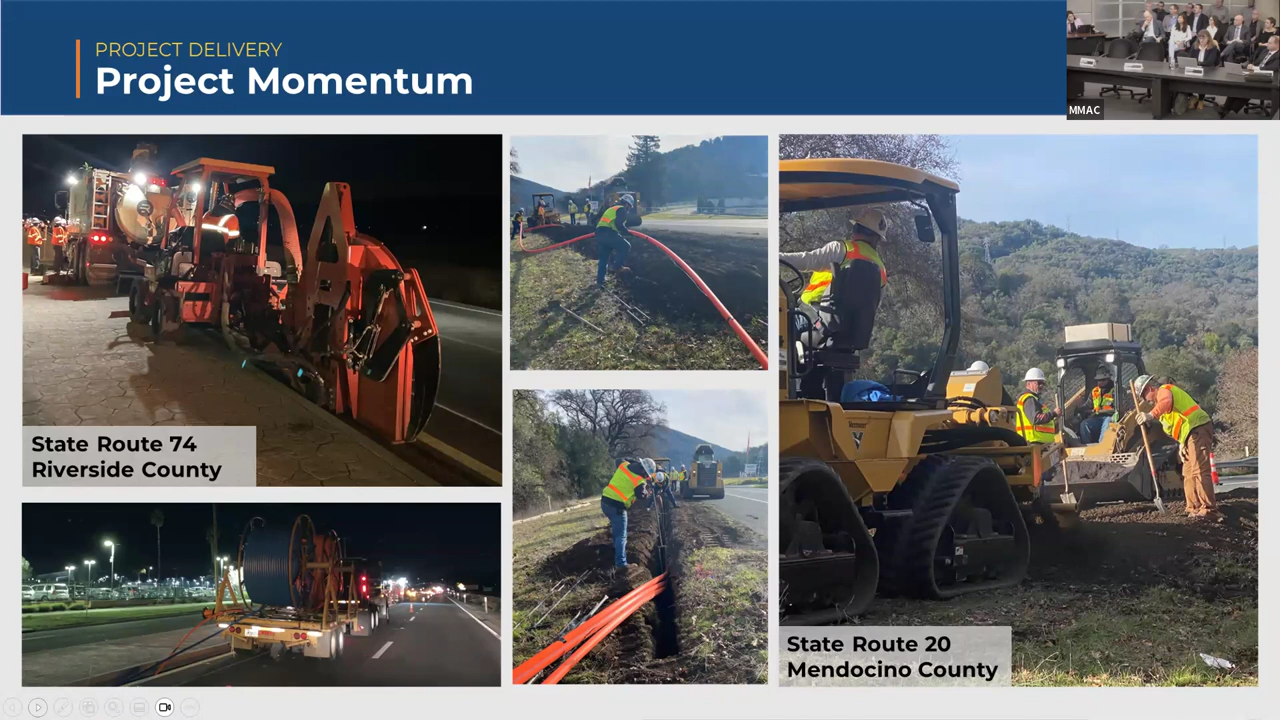 PROJECT DELIVERY
Project Momentum
MMAC
State Route 74
Riverside County
State Route 20
Mendocino County